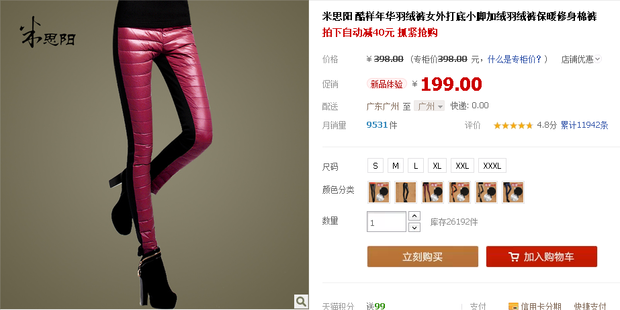 米思阳
米思阳 酷样年华羽绒裤女外打底小脚加绒羽绒裤保暖修身棉裤
拍下自动减40元 抓紧抢购
价格 ¥398.00 (专柜价398.00 元, 什么是专柜价? ) 店铺优惠
促销 新品体验 ¥199.00
配送 广东广州 至 广州 快递: 0.00
月销量 9531件 评价 4.8分 累计11942条
尺码 S M L XL XXL XXXL
颜色分类
数量 1 库存26192件
立刻购买 加入购物车
天猫积分 送99 支付 信用卡分期 快捷支付